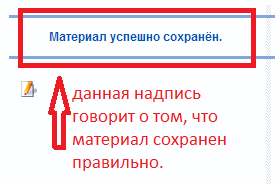 Материал успешно сохранён.
данная надпись
говорит о том, что
материал сохранен
правильно.